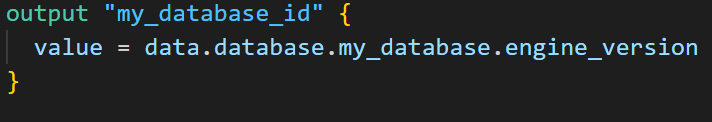 output "my_database_id" {
  value = data.database.my_database.engine_version
}